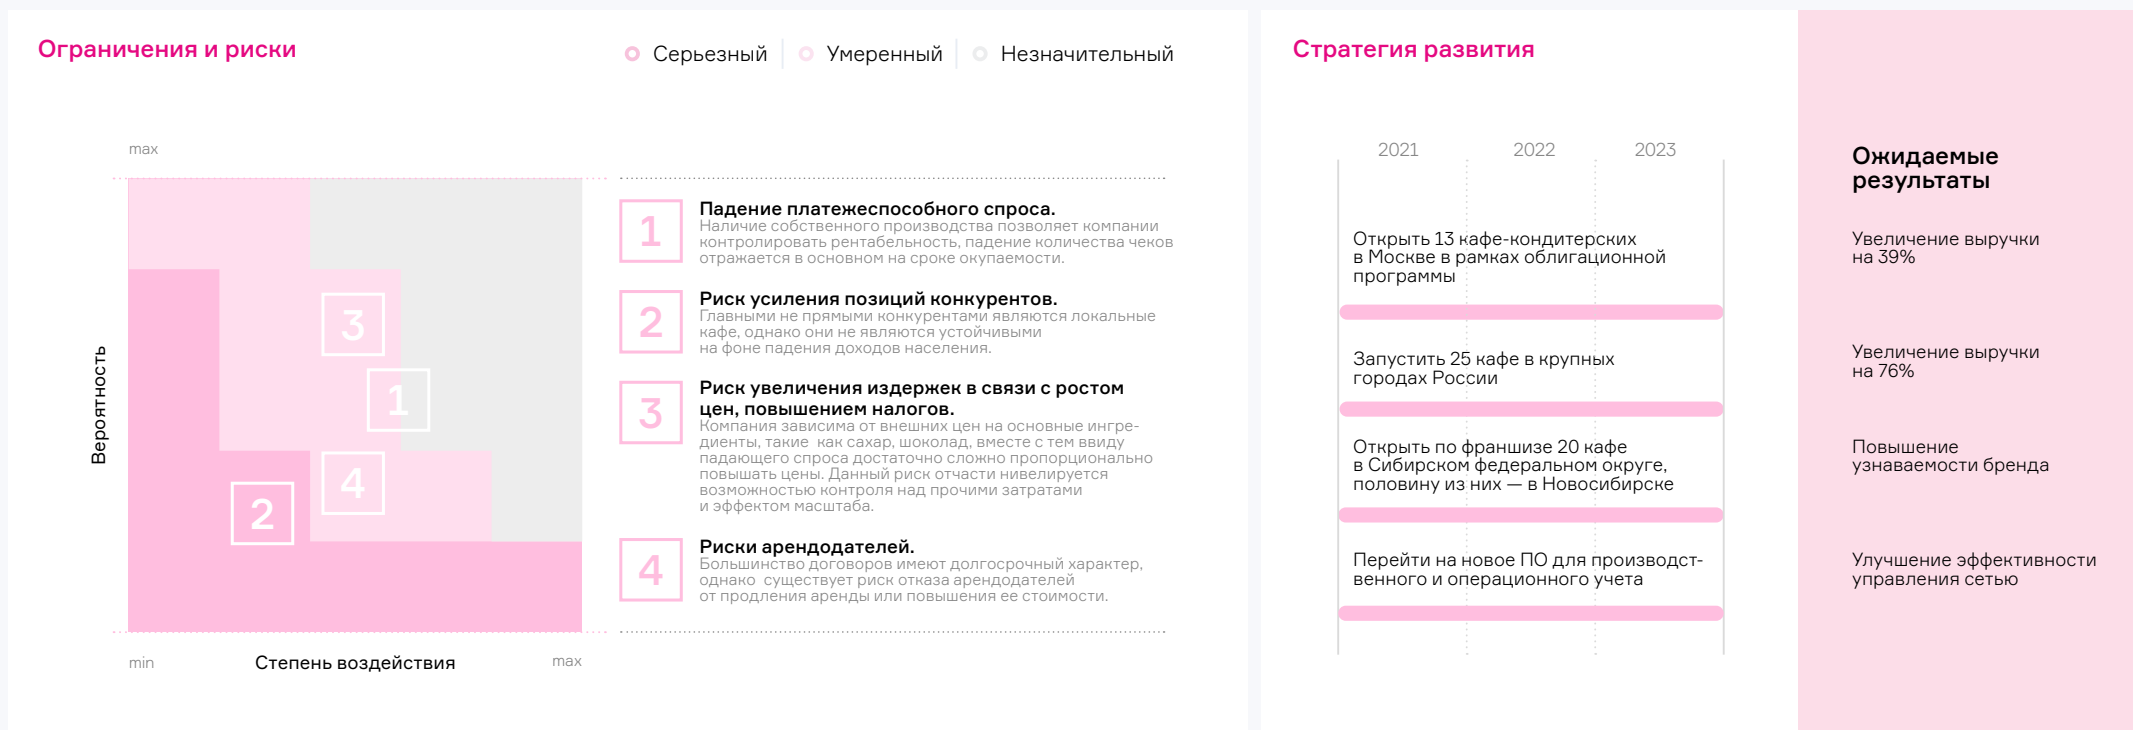 Ограничения и риски
Серьезный
Умеренный
Незначительный
max
Вероятность
3
1
4
2
min
Степень воздействия
max
1
Падение платежеспособного спроса.
Наличие собственного производства позволяет компании
контролировать рентабельность, падение количества чеков
отражается в основном на сроке окупаемости.
2
Риск усиления позиций конкурентов.
Главными не прямыми конкурентами являются локальные
кафе, однако они не являются устойчивыми
на фоне падения доходов населения.
3
Риск увеличения издержек в связи с ростом
цен, повышением налогов.
Компания зависима от внешних цен на основные ингре-
диенты, такие  как сахар, шоколад, вместе с тем ввиду
падающего спроса достаточно сложно пропорционально
повышать цены. Данный риск отчасти нивелируется
возможностью контроля над прочими затратами
и эффектом масштаба.
4
Риски арендодателей.
Большинство договоров имеют долгосрочный характер,
однако  существует риск отказа арендодателей
от продления аренды или повышения ее стоимости.
Стратегия развития
2021
2022
2023
Открыть 13 кафе-кондитерских
в Москве в рамках облигационной
программы
Запустить 25 кафе в крупных
городах России
Открыть по франшизе 20 кафе
в Сибирском федеральном округе,
половину из них — в Новосибирске
Перейти на новое ПО для производст-
венного и операционного учета
Ожидаемые
результаты
Увеличение выручки
на 39%
Увеличение выручки
на 76%
Повышение
узнаваемости бренда
Улучшение эффективности
управления сетью